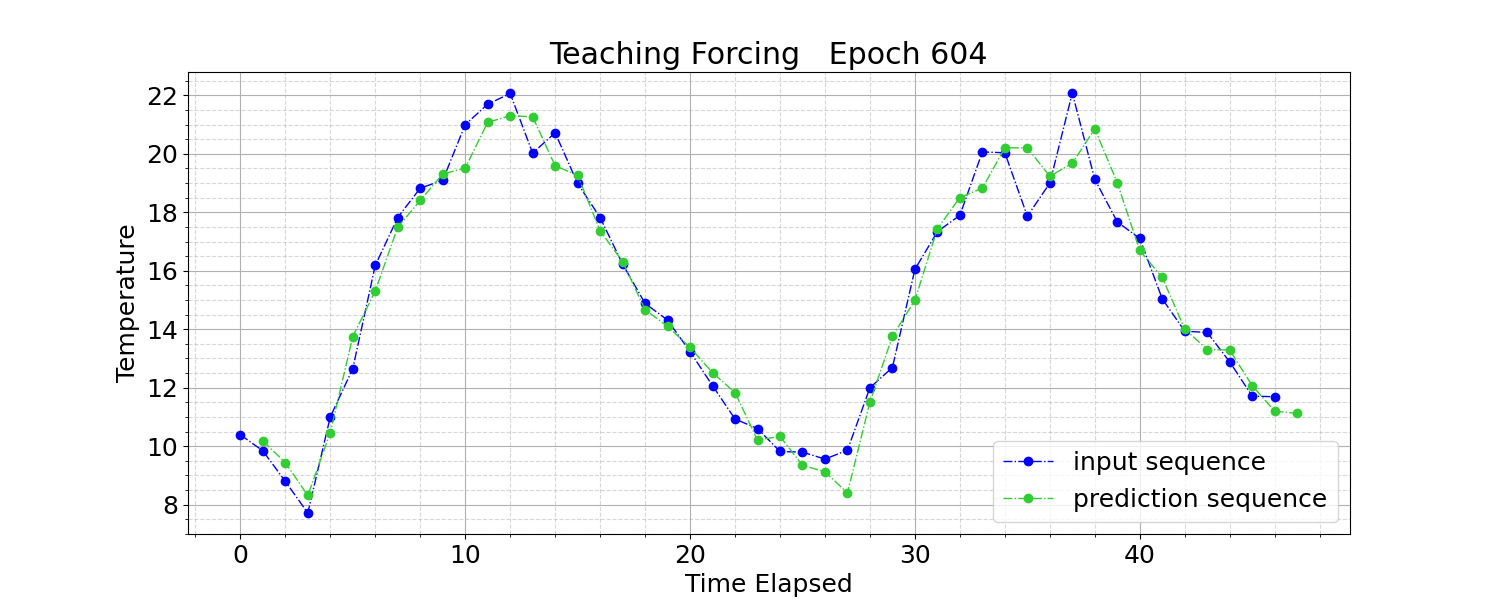 Teaching Forcing   Epoch 604
22
20
18
16
14
12
10
8
Temperature
0 10 20 30 40
Time Elapsed
input sequence
prediction sequence